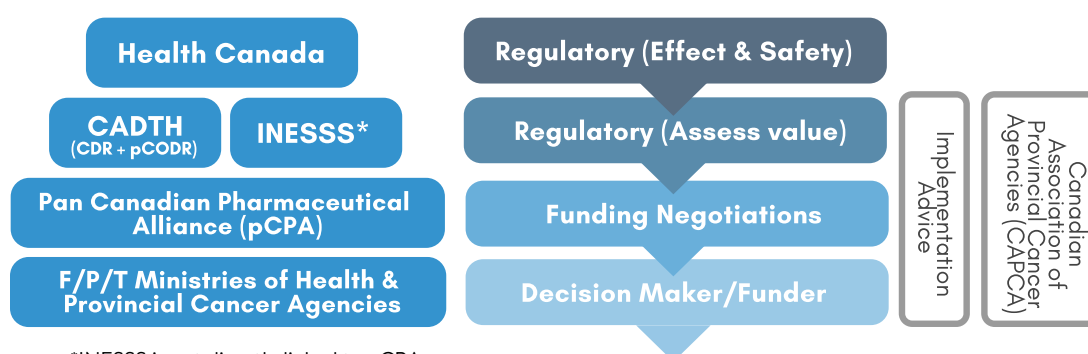 Health Canada
Regulatory (Effect & Safety)
CADTH
(CDR + pCODR)
INESSS*
Regulatory (Assess value)
Pan Canadian Pharmaceutical
Alliance (pCPA)
Funding Negotiations
F/P/T Ministries of Health &
Provincial Cancer Agencies
Decision Maker/Funder
Implementation
Advice
Canadian
Association of
Provincial Cancer
Agencies (CAPCA)